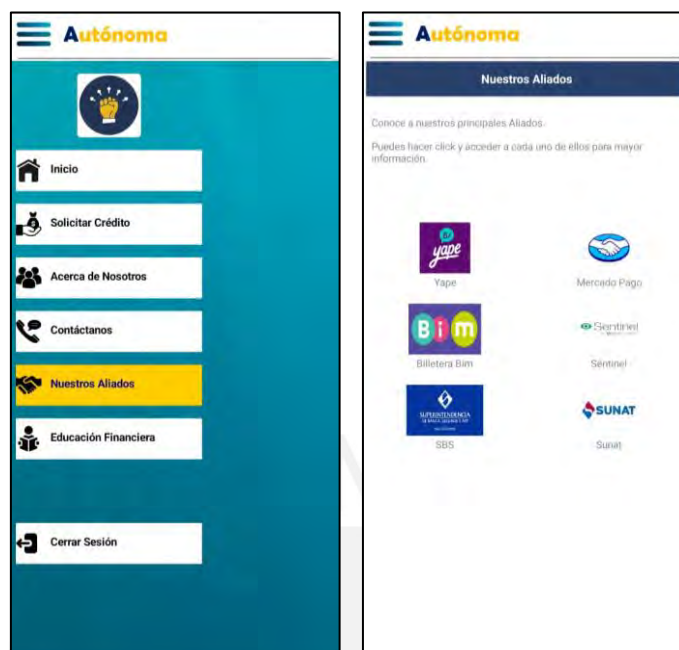 Autónoma
Inicio
Solicitar Crédito
Acerca de Nosotros
Contáctanos
Nuestros Aliados
Educación Financiera
Cerrar Sesión
Autónoma
Nuestros Aliados
Conoce a nuestros principales Aliados.
Puedes hacer click y acceder a cada uno de ellos para mayor
información.
yape
Yape
Mercado Pago
Bim
Billetera Bim
Sentinel
Sentinel
SUPERINTENDENCIA
SBS
SUNAT
Sunat